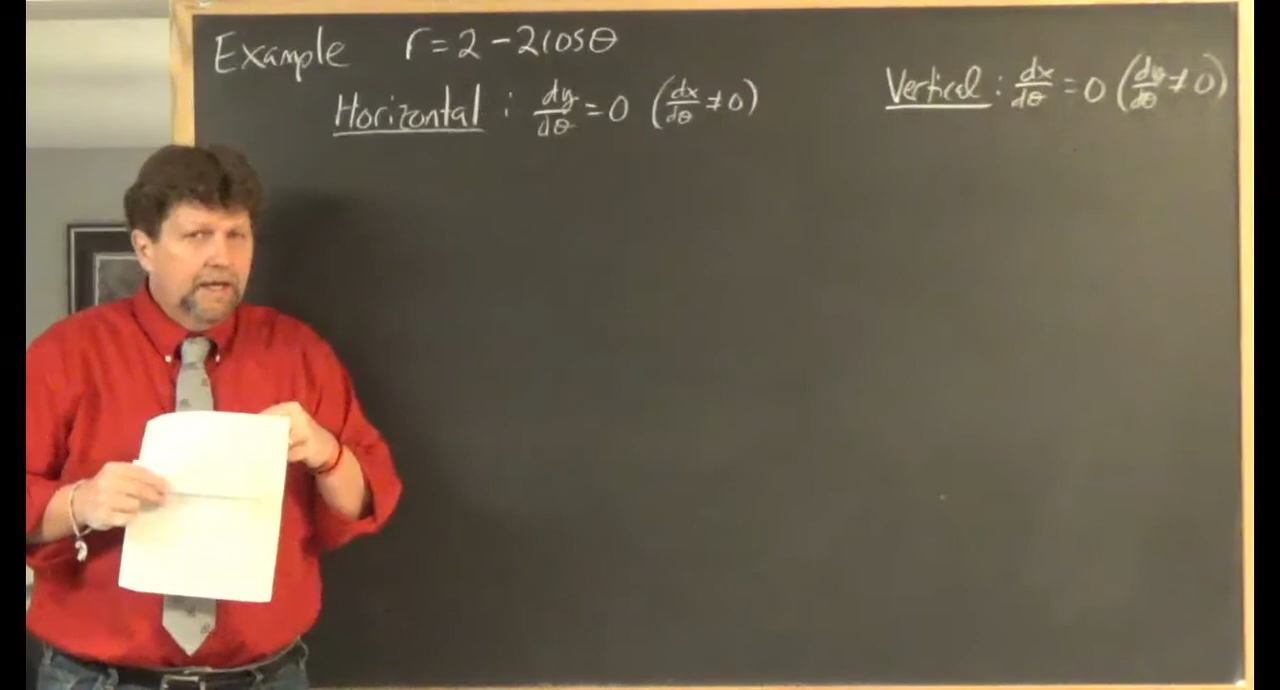 Example r = 2 - 2cosθ
Horizontal : dy/dθ = 0 (dx/dθ ≠ 0)
Vertical : dx/dθ = 0 (dy/dθ ≠ 0)